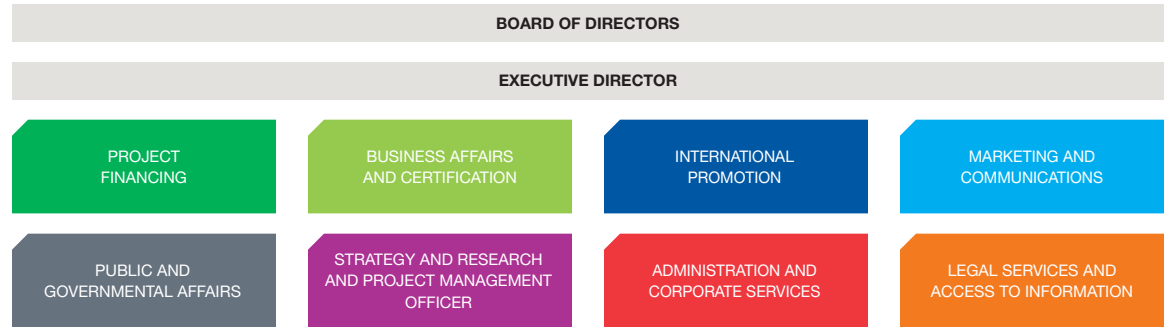 BOARD OF DIRECTORS
EXECUTIVE DIRECTOR
PROJECT
FINANCING
BUSINESS AFFAIRS
AND CERTIFICATION
INTERNATIONAL
PROMOTION
MARKETING AND
COMMUNICATIONS
PUBLIC AND
GOVERNMENTAL AFFAIRS
STRATEGY AND RESEARCH
AND PROJECT MANAGEMENT
OFFICER
ADMINISTRATION AND
CORPORATE SERVICES
LEGAL SERVICES AND
ACCESS TO INFORMATION